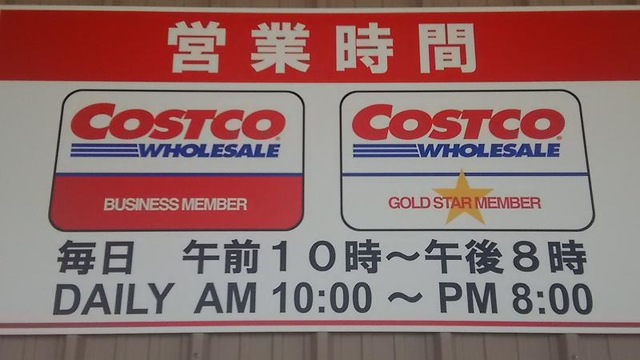 営業時間
COSTCO COSTCO
WHOLESALE WHOLESALE
BUSINESS MEMBER GOLD STAR MEMBER
毎日 午前10時~午後8時
DAILY AM 10:00 ~ PM 8:00